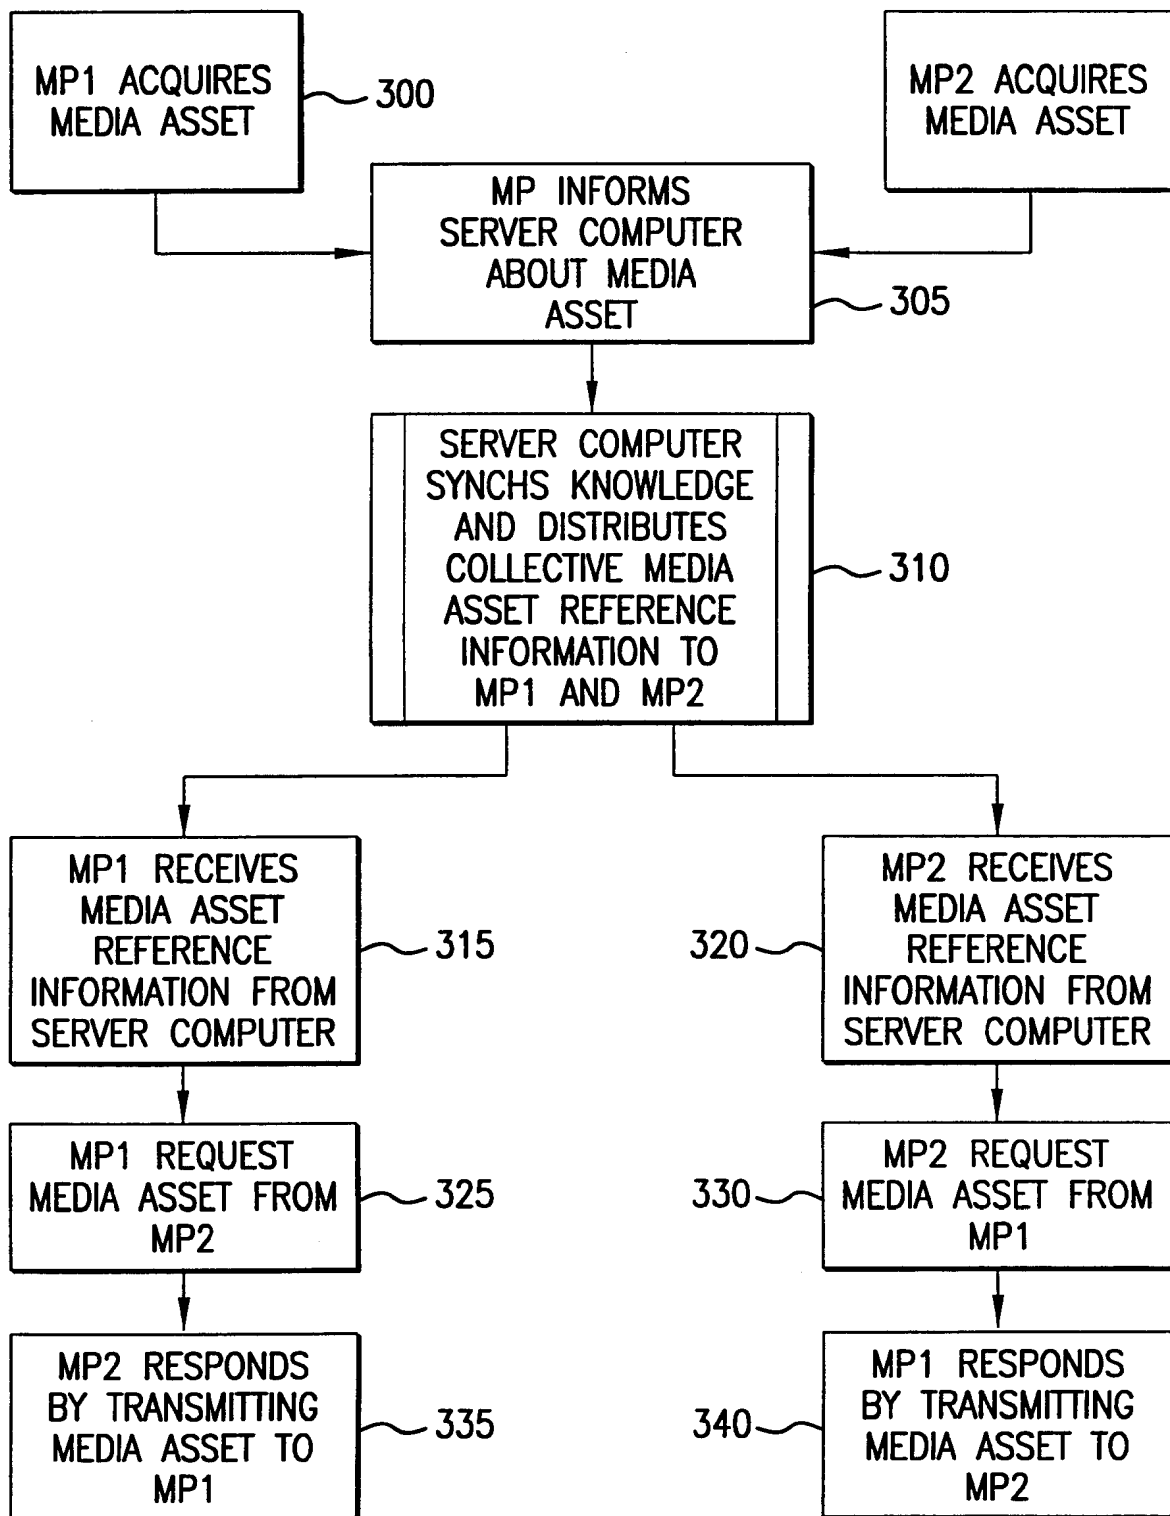 MP1 ACQUIRES
MEDIA ASSET
300
MP2 ACQUIRES
MEDIA ASSET
MP INFORMS
SERVER COMPUTER
ABOUT MEDIA
ASSET
305
SERVER COMPUTER
SYNCHS KNOWLEDGE
AND DISTRIBUTES
COLLECTIVE MEDIA
ASSET REFERENCE
INFORMATION TO
MP1 AND MP2
310
MP1 RECEIVES
MEDIA ASSET
REFERENCE
INFORMATION FROM
SERVER COMPUTER
315
MP2 RECEIVES
MEDIA ASSET
REFERENCE
INFORMATION FROM
SERVER COMPUTER
320
MP1 REQUEST
MEDIA ASSET FROM
MP2
325
MP2 REQUEST
MEDIA ASSET FROM
MP1
330
MP2 RESPONDS
BY TRANSMITTING
MEDIA ASSET TO
MP1
335
MP1 RESPONDS
BY TRANSMITTING
MEDIA ASSET TO
MP2
340